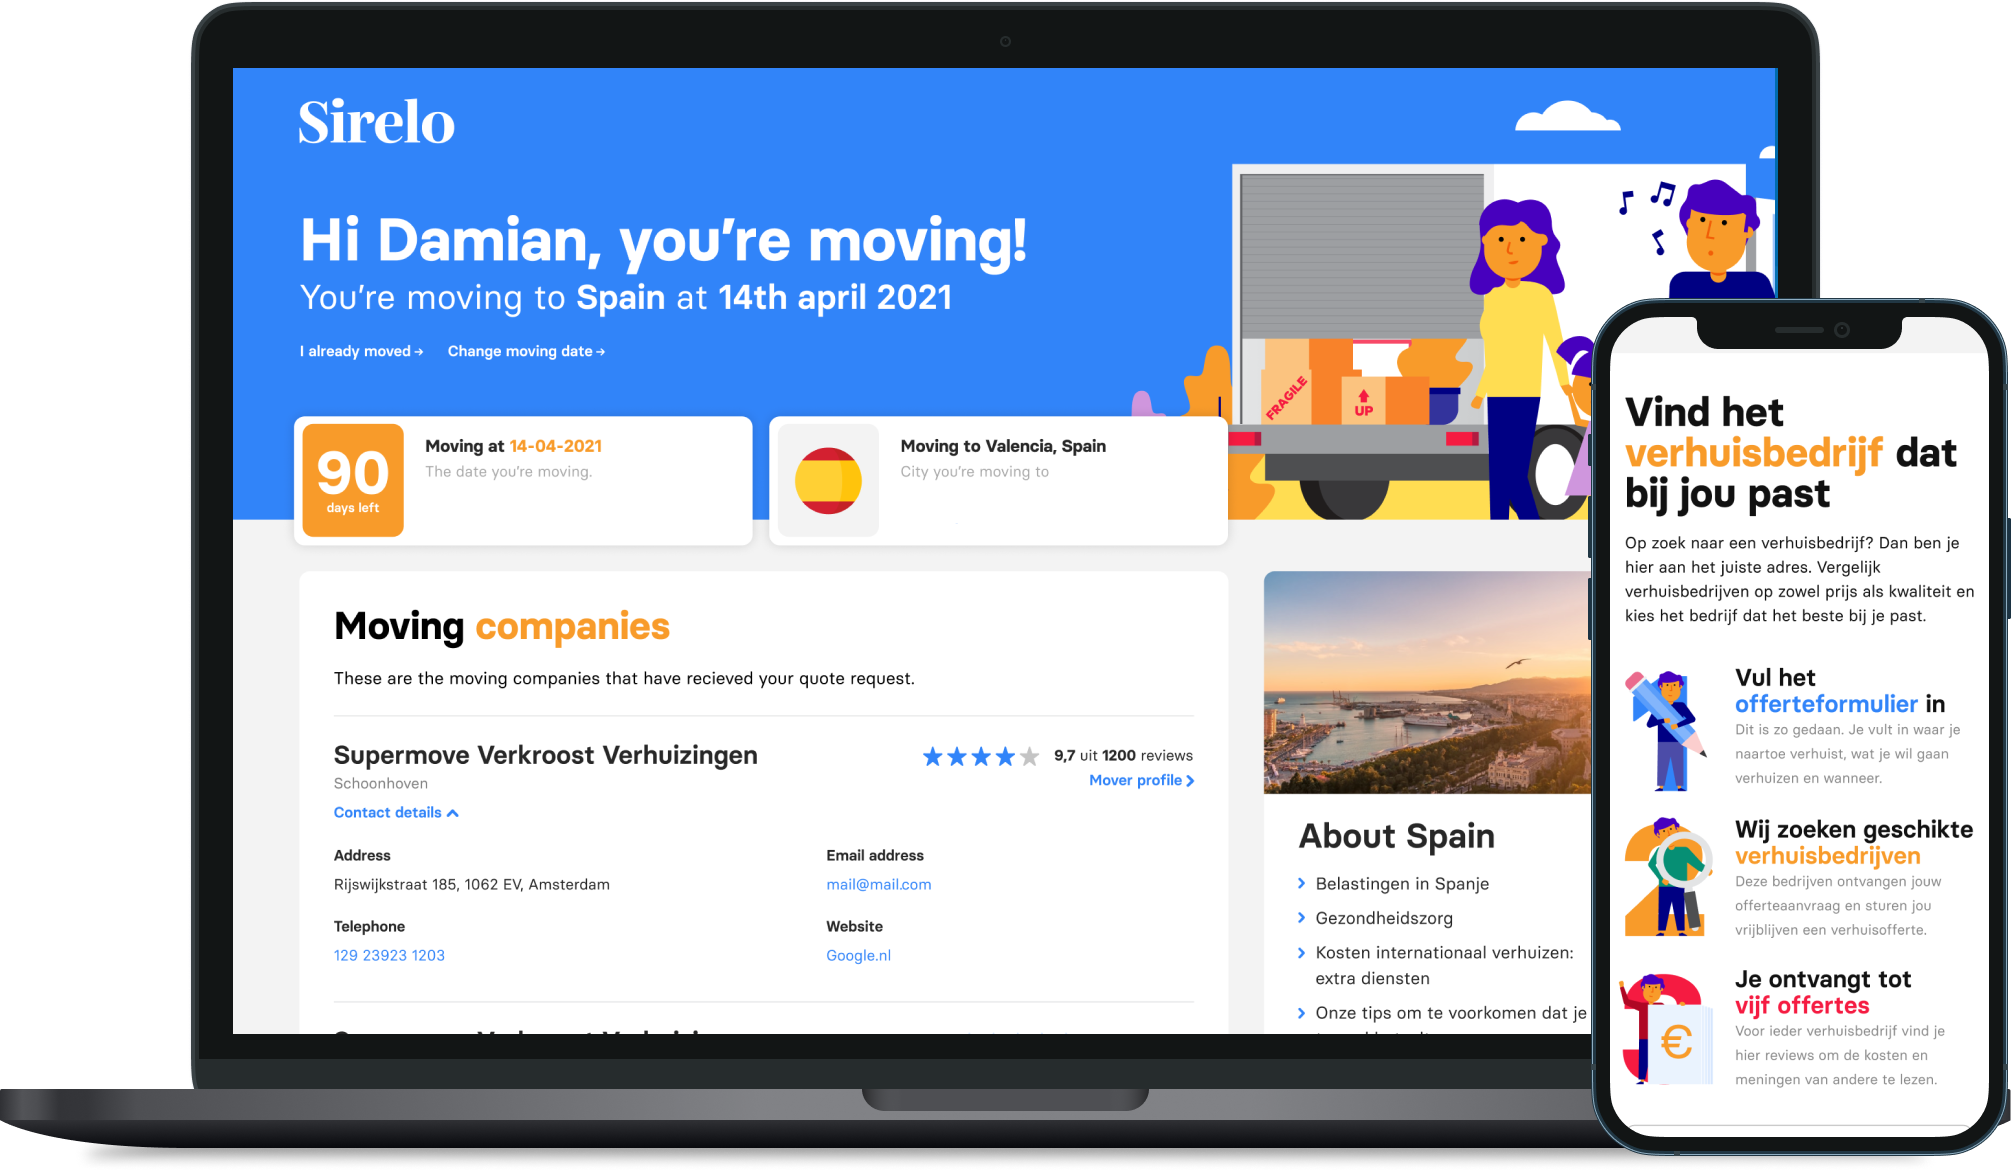 Sirelo
Hi Damian, you're moving!
You're moving to Spain at 14th april 2021
I already moved → Change moving date →
FRAGILE
UP
90
days left
Moving at 14-04-2021
The date you're moving.
Moving to Valencia, Spain
City you're moving to
Moving companies
These are the moving companies that have recieved your quote request.
Supermove Verkroost Verhuizingen
Schoonhoven
9,7 uit 1200 reviews
Mover profile
Contact details
Address
Rijswijkstraat 185, 1062 EV, Amsterdam
Email address
mail@mail.com
Telephone
129 23923 1203
Website
Google.nl
About Spain
Belastingen in Spanje
Gezondheidszorg
Kosten internationaal verhuizen:
extra diensten
Onze tips om te voorkomen dat je
Vind het
verhuisbedrijf dat
bij jou past
Op zoek naar een verhuisbedrijf? Dan ben je
hier aan het juiste adres. Vergelijk
verhuisbedrijven op zowel prijs als kwaliteit en
kies het bedrijf dat het beste bij je past.
Vul het
offerteformulier in
Dit is zo gedaan. Je vult in waar je
naartoe verhuist, wat je wil gaan
verhuizen en wanneer.
2
Wij zoeken geschikte
verhuisbedrijven
Deze bedrijven ontvangen jouw
offerteaanvraag en sturen jou
vrijblijven een verhuisofferte.
3
€
Je ontvangt tot
vijf offertes
Voor ieder verhuisbedrijf vind je
hier reviews om de kosten en
meningen van andere te lezen.